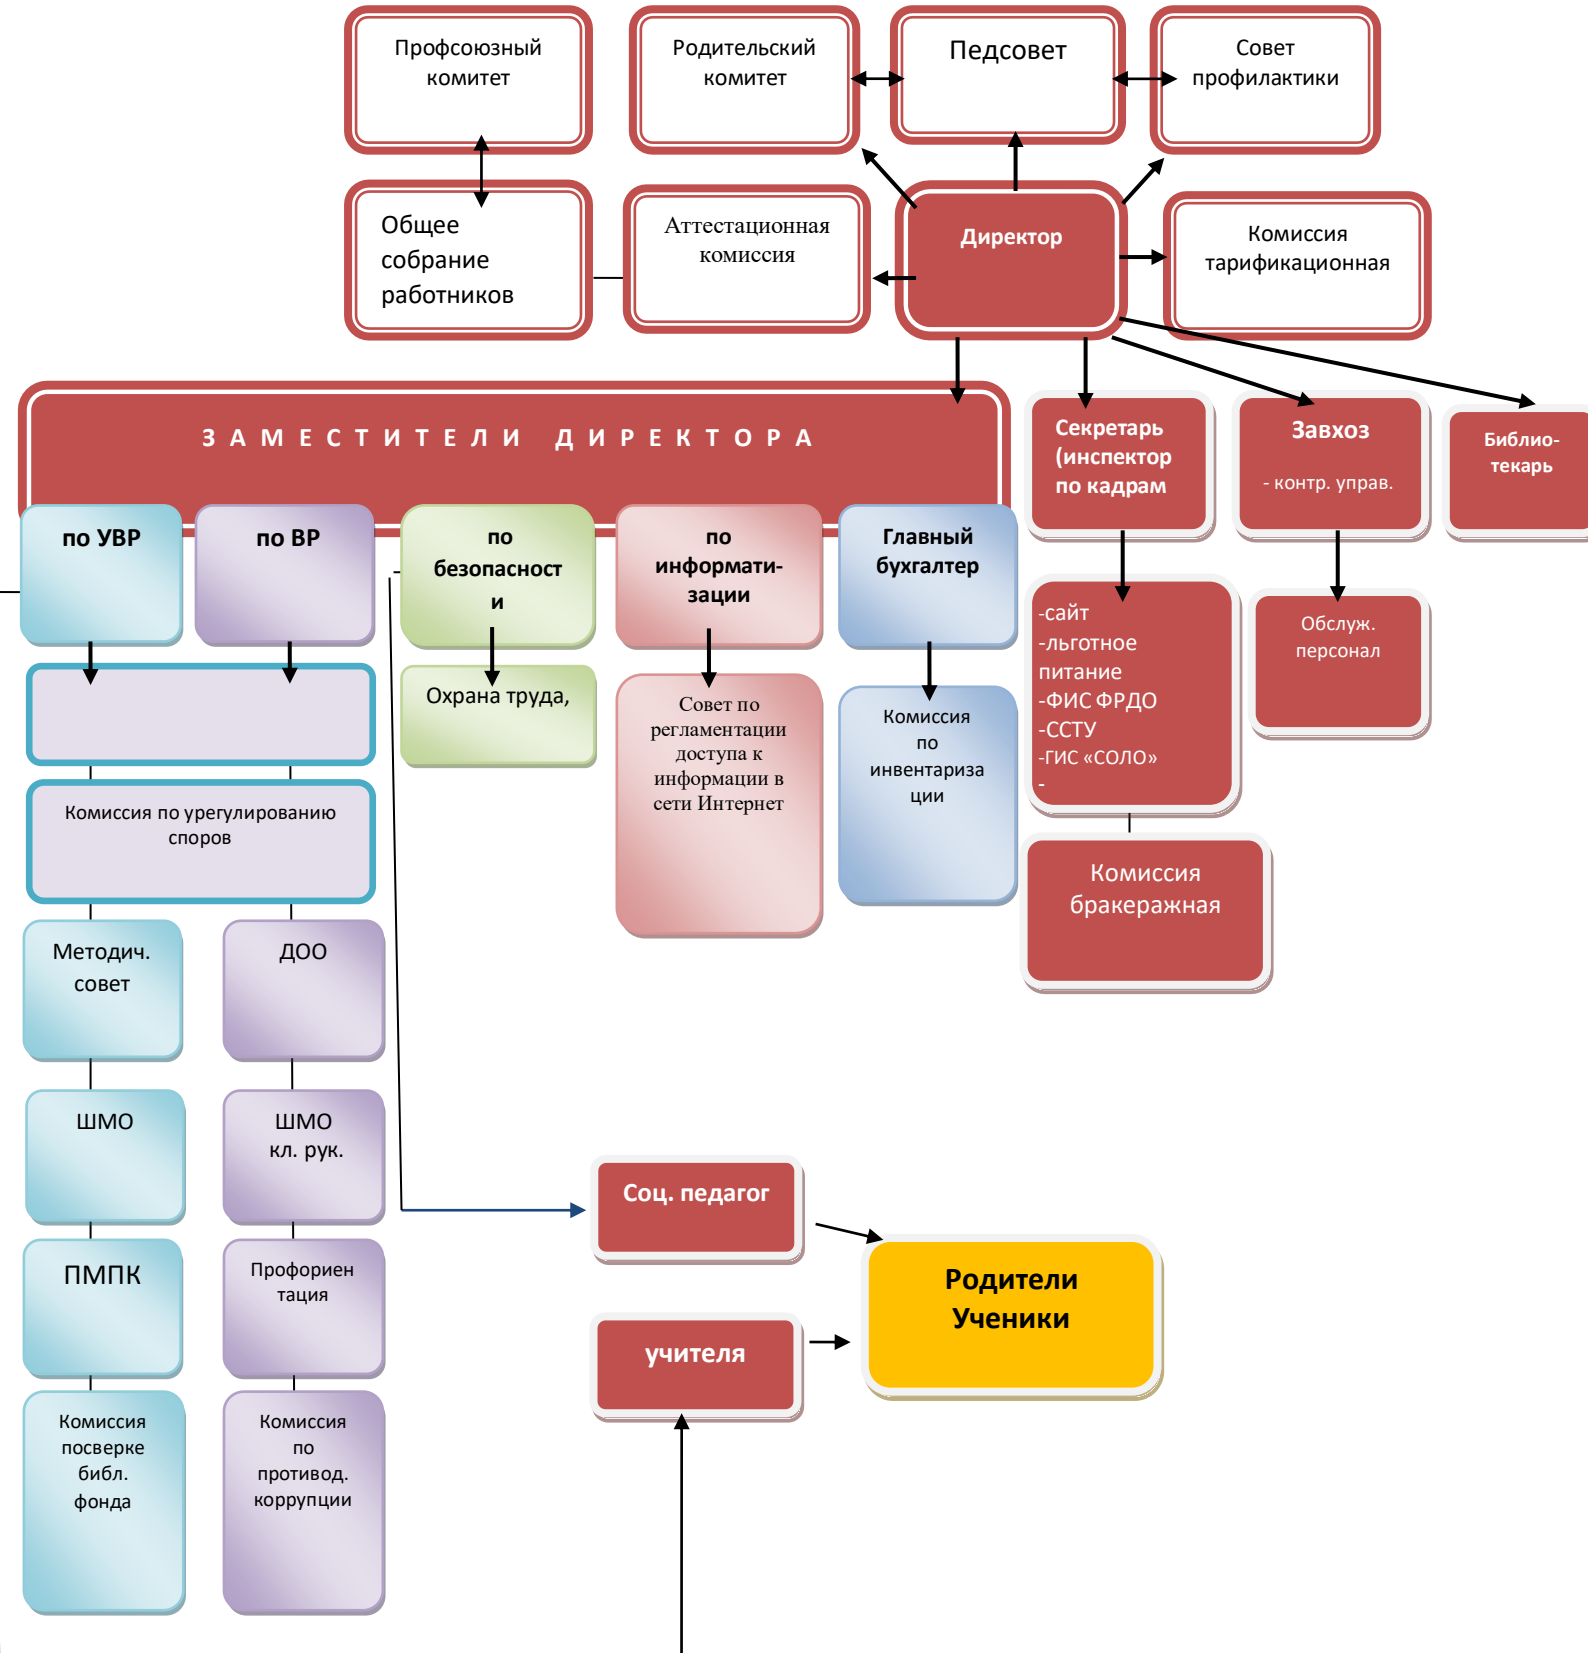 Профсоюзный
комитет
Родительский
комитет
Педсовет
Совет
профилактики
Общее
собрание
работников
Аттестационная
комиссия
Директор
Комиссия
тарификационная
ЗАМЕСТИТЕЛИ ДИРЕКТОРА
Секретарь
(инспектор
по кадрам
Завхоз
- контр. управ.
Библио-
текарь
по УВР
по ВР
по
безопасност
и
по
информати-
зации
Главный
бухгалтер
-сайт
-льготное
питание
-ФИС ФРДО
-ССТУ
-ГИС «СОЛО»
-
Обслуж.
персонал
Охрана труда,
Совет по
регламентации
доступа к
информации в
сети Интернет
Комиссия
по
инвентариза
ции
Комиссия по урегулированию
споров
Комиссия
бракеражная
Методич.
совет
ДОО
ШМО
ШМО
кл. рук.
Соц. педагог
ПМПК
Профориен
тация
Родители
Ученики
учителя
Комиссия
посверке
библ.
фонда
Комиссия
по
противод.
коррупции